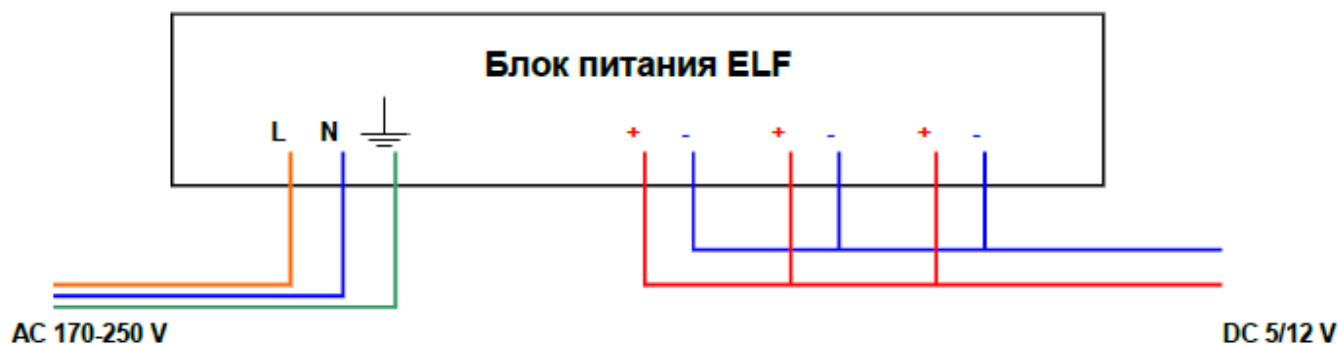 Блок питания ELF
L N + - + - + -
AC 170-250 V DC 5/12 V